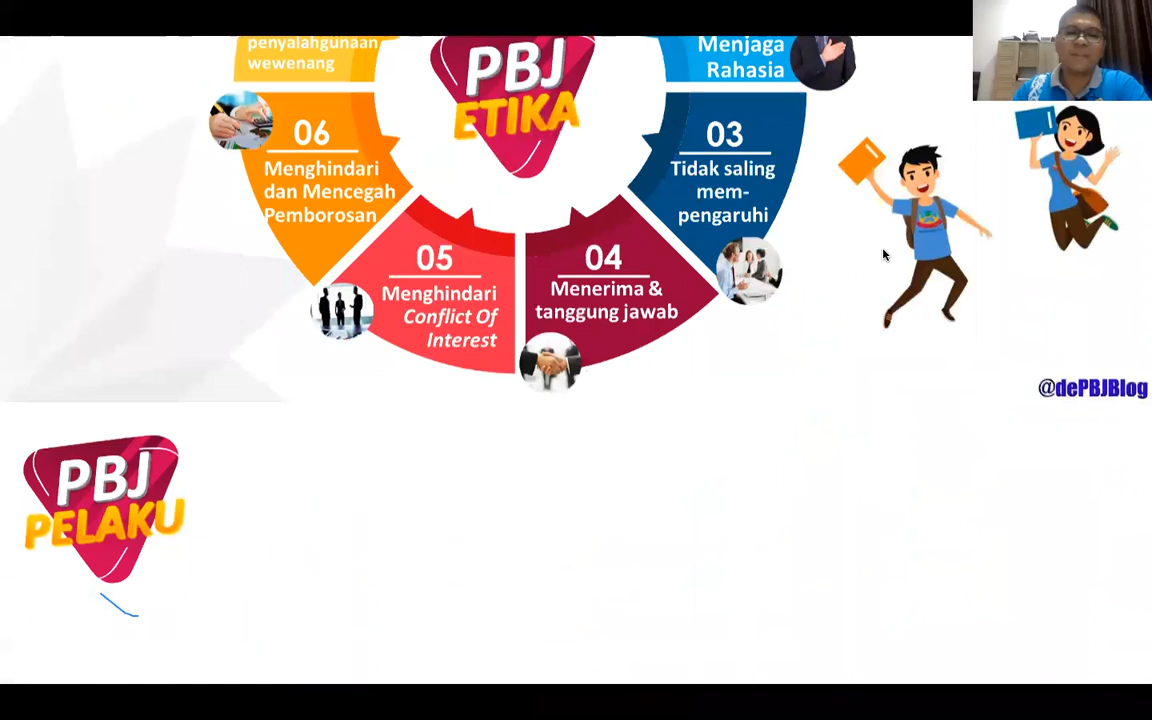 penyalahgunaan
wewenang
PBJ
ETIKA
Menjaga
Rahasia
06
Menghindari
dan Mencegah
Pemborosan
03
Tidak saling
mem-
pengaruhi
05
Menghindari
Conflict Of
Interest
04
Menerima &
tanggung jawab
@dePBJBlog
PBJ
PELAKU